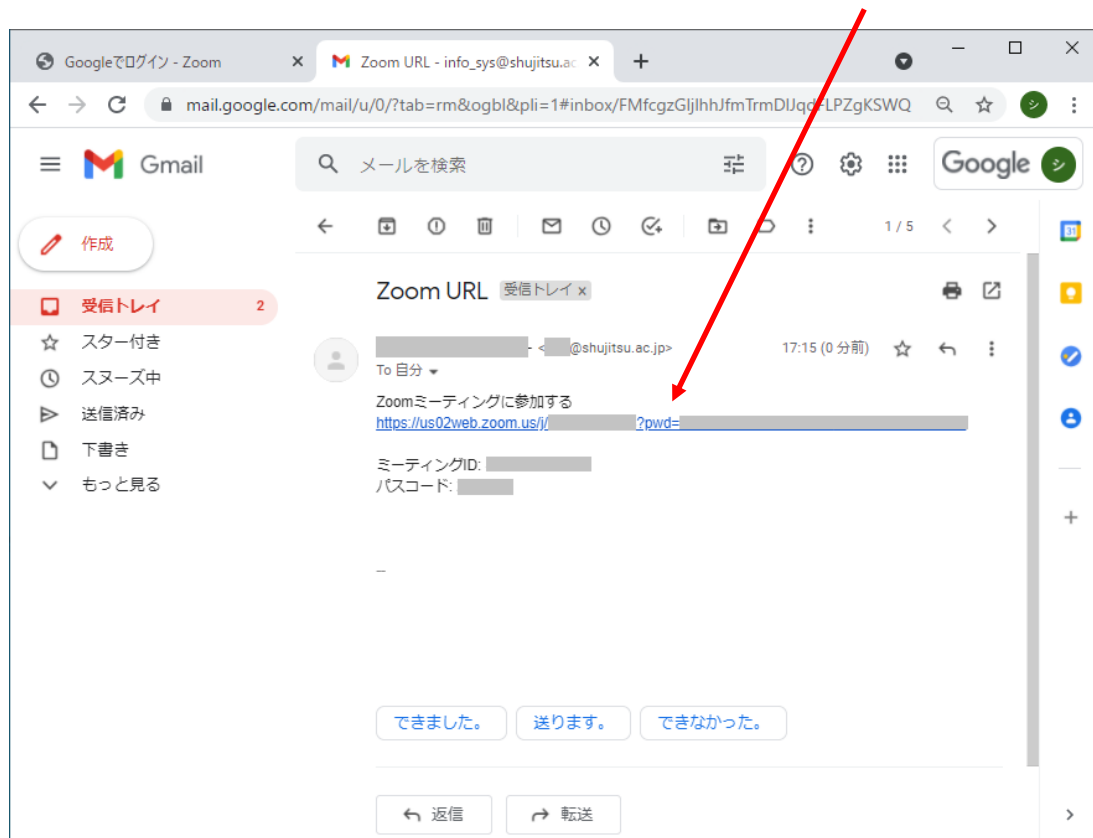 Googleでログイン - Zoom
Zoom URL - info_sys@shujitsu.ac
mail.google.com/mail/u/0/?tab=rm&ogbl&pli=1#inbox/
Gmail
メールを検索
Google
シ
作成
1 / 5
31
Zoom URL 受信トレイ x
受信トレイ 2
スター付き
スヌーズ中
送信済み
下書き
もっと見る
- < @shujitsu.ac.jp> 17:15 (0 分前)
To 自分
Zoomミーティングに参加する
https://us02web.zoom.us/j/ ?pwd=
ミーティングID:
パスコード:
--
できました。 送ります。 できなかった。
返信 転送